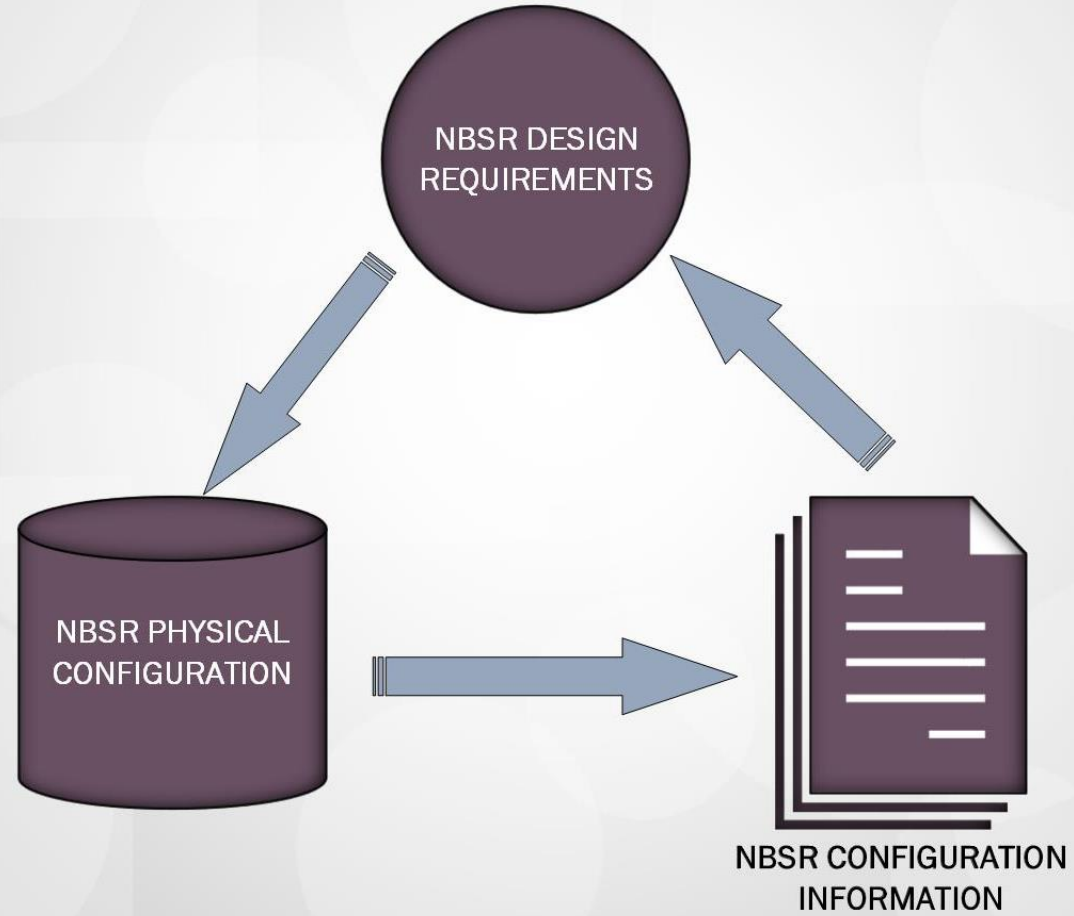 NBSR DESIGN
REQUIREMENTS
NBSR PHYSICAL
CONFIGURATION
NBSR CONFIGURATION
INFORMATION